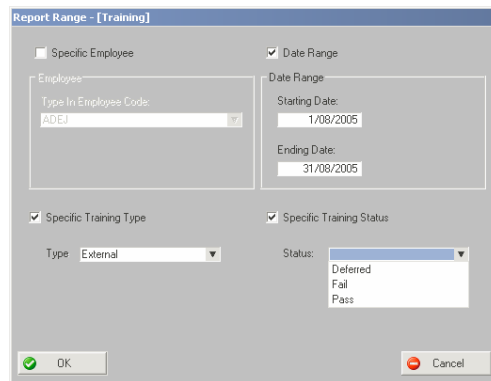 Report Range - [Training]
Specific Employee
Date Range
Employee
Type In Employee Code:
ADEJ
Date Range
Starting Date:
1/08/2005
Ending Date:
31/08/2005
Specific Training Type
Specific Training Status
Type External
Status:
Deferred
Fail
Pass
OK
Cancel